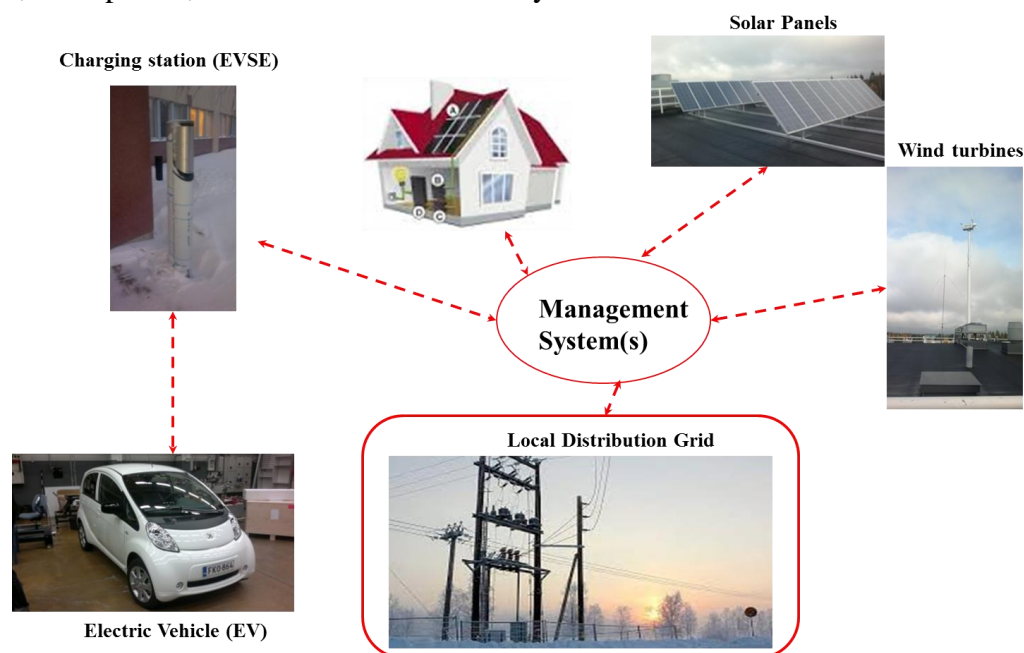 Solar Panels
Charging station (EVSE)
A
B
D
C
Wind turbines
Management
System(s)
Local Distribution Grid
Electric Vehicle (EV)